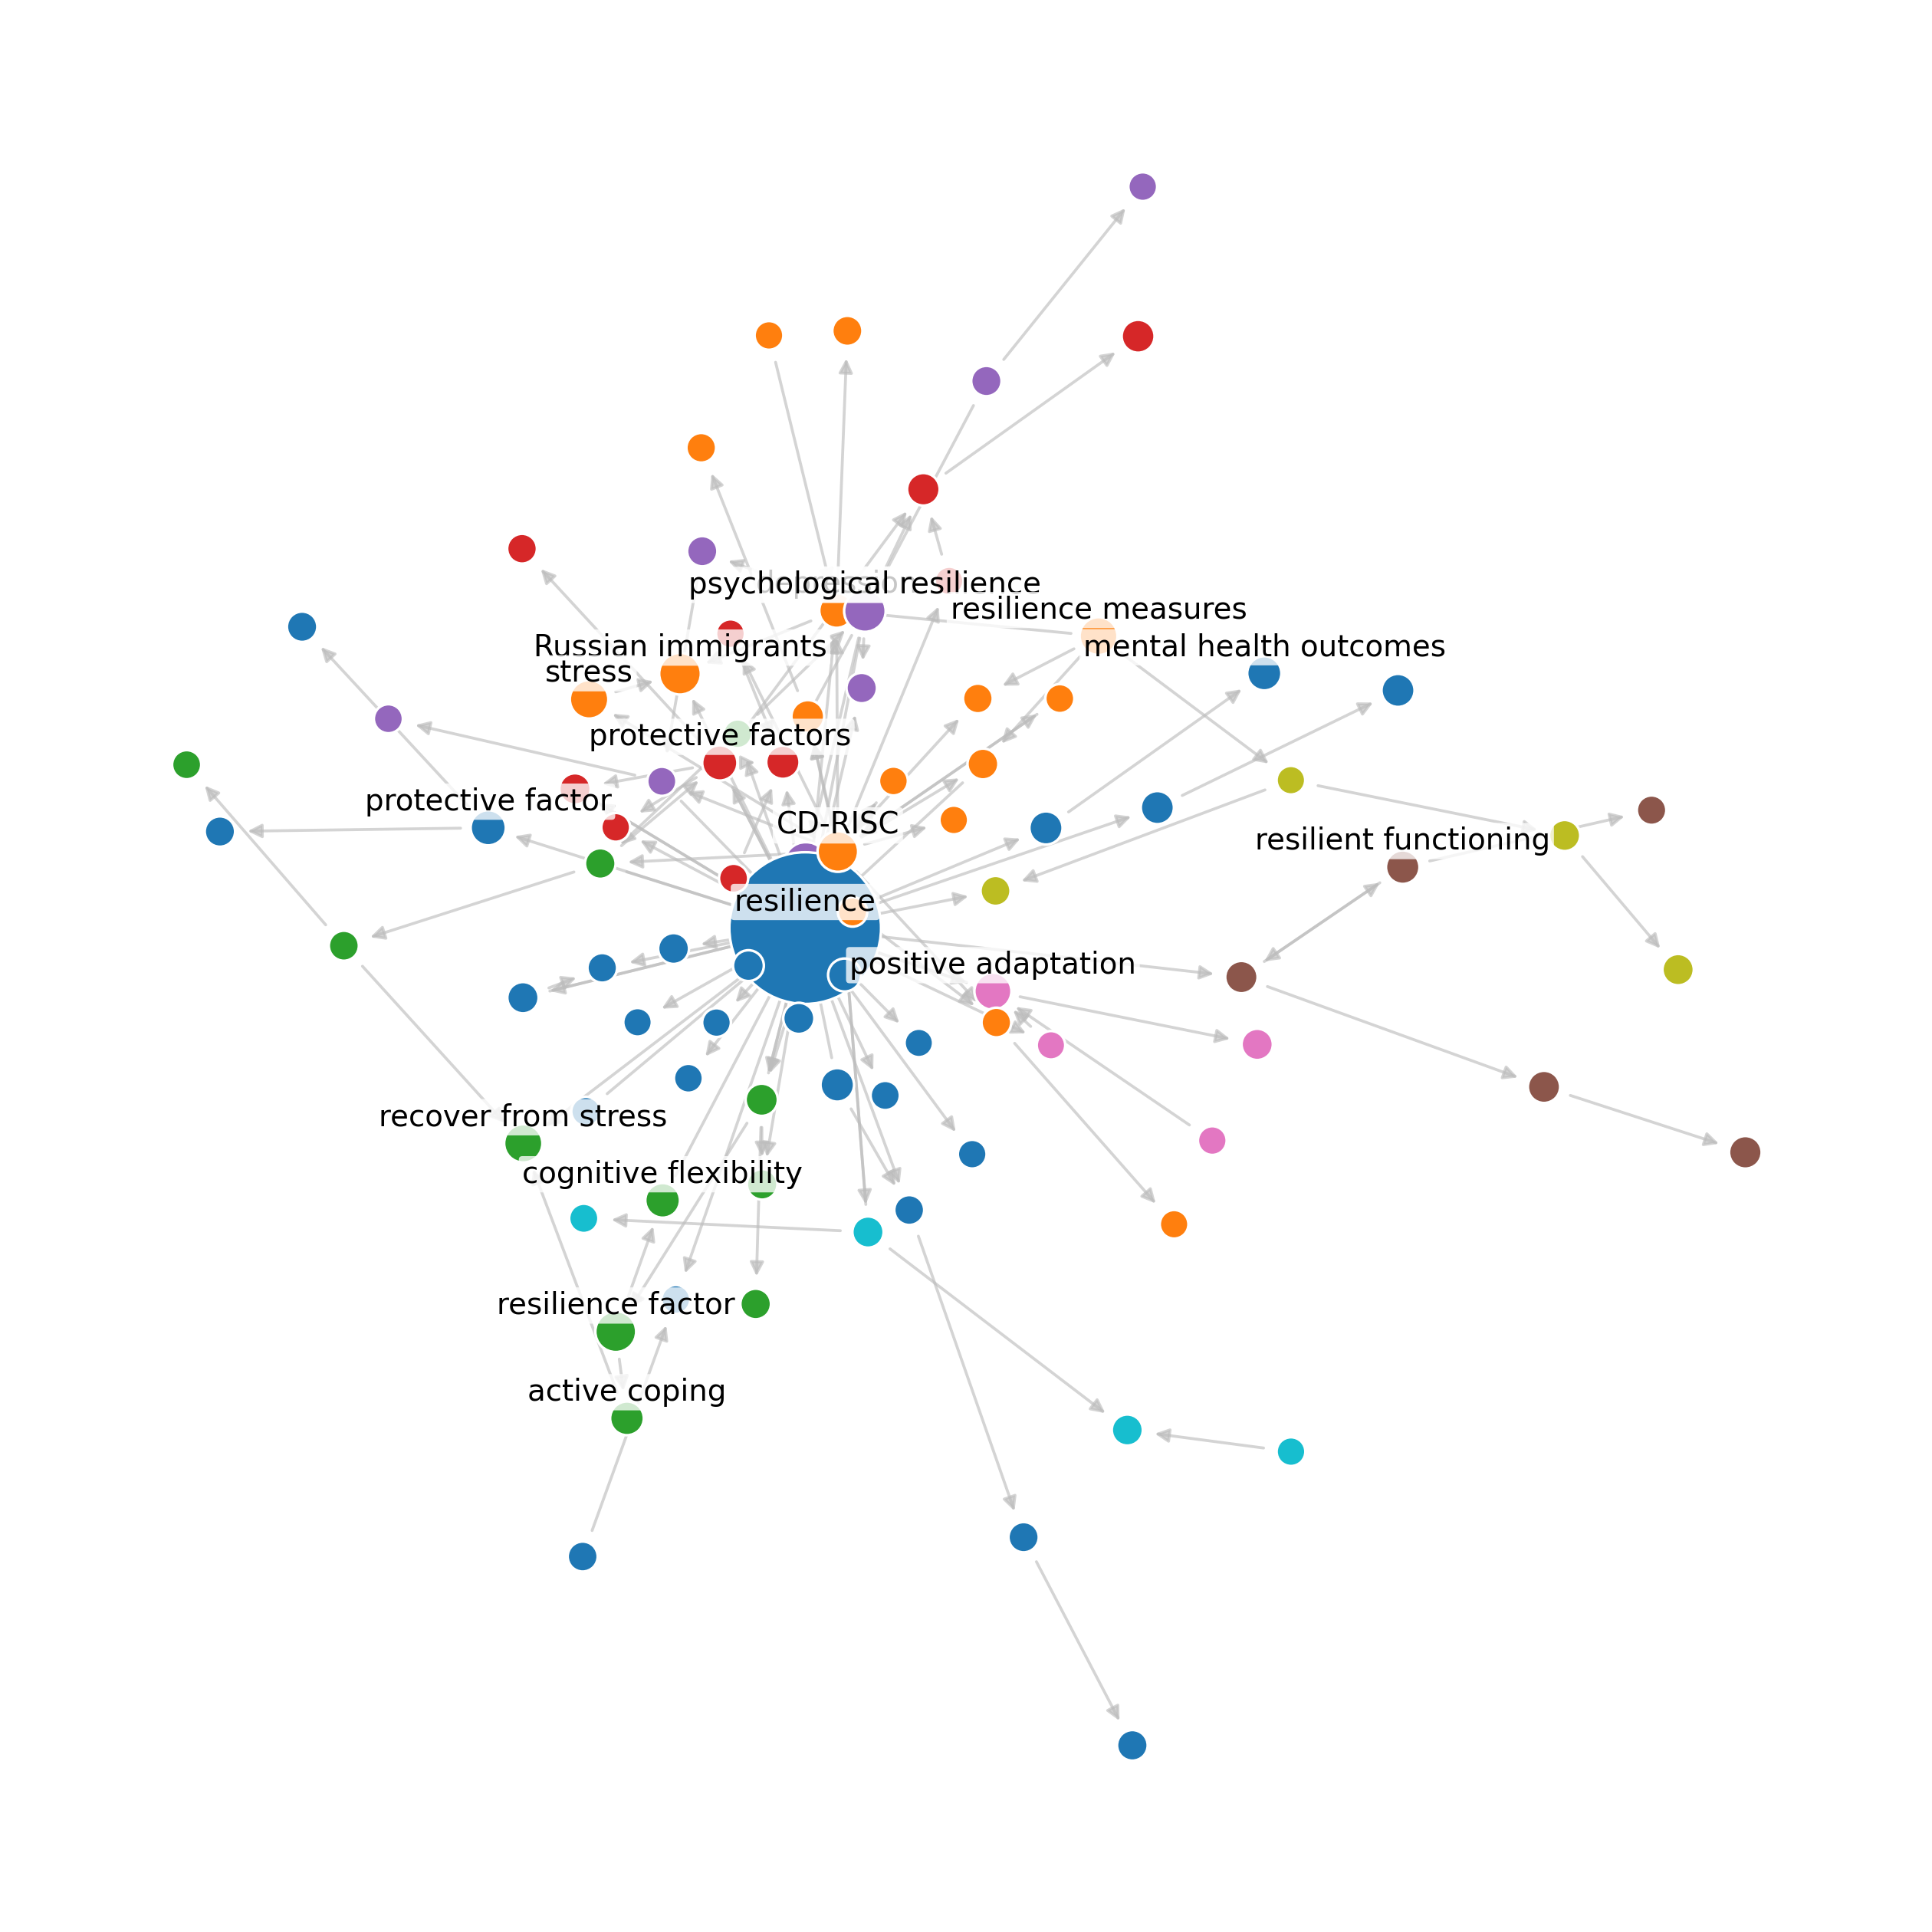 psychological resilience
depression
resilience measures
Russian immigrants
mental health outcomes
stress
protective factors
protective factor
CD-RISC
resilient functioning
resilience
positive adaptation
recover from stress
cognitive flexibility
resilience factor
active coping